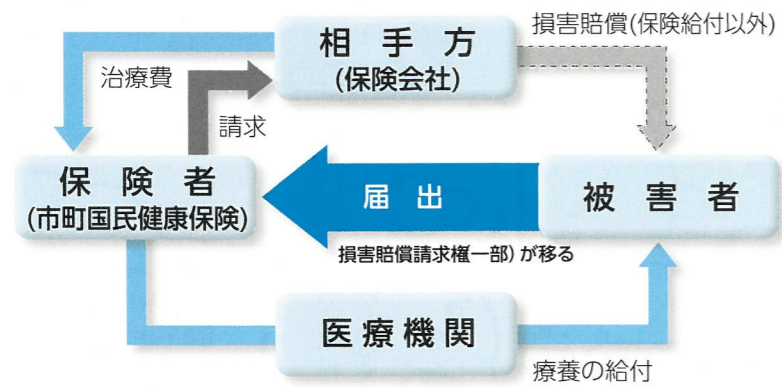 損害賠償(保険給付以外)
相手方
(保険会社)
治療費
請求
保険者
(市町国民健康保険)
届出
被害者
損害賠償請求権一部)が移る
医療機関
療養の給付